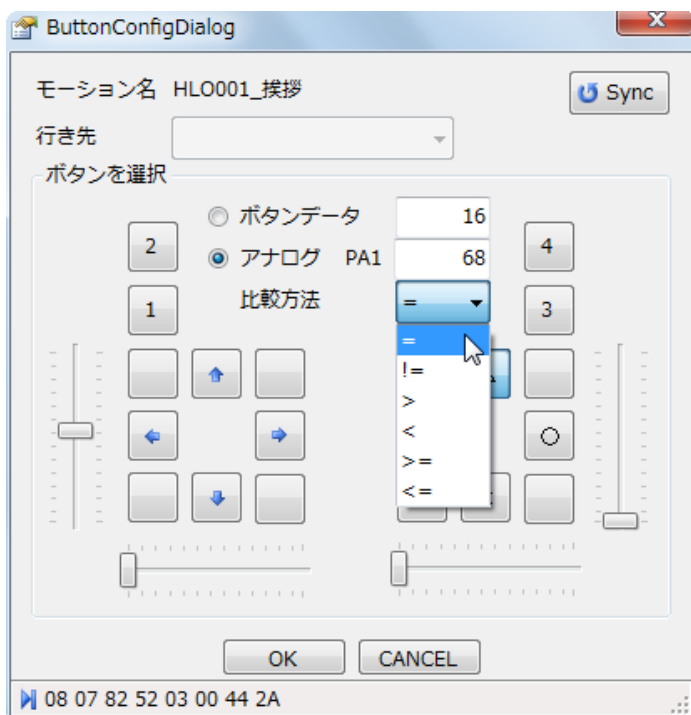 ButtonConfigDialog
モーション名 HLO001_挨拶
Sync
行き先
ボタンを選択
ボタンデータ 16
2
アナログ PA1 68
4
比較方法 =
1
3
=
!=
>
<
>=
<=
OK
CANCEL
08 07 82 52 03 00 44 2A